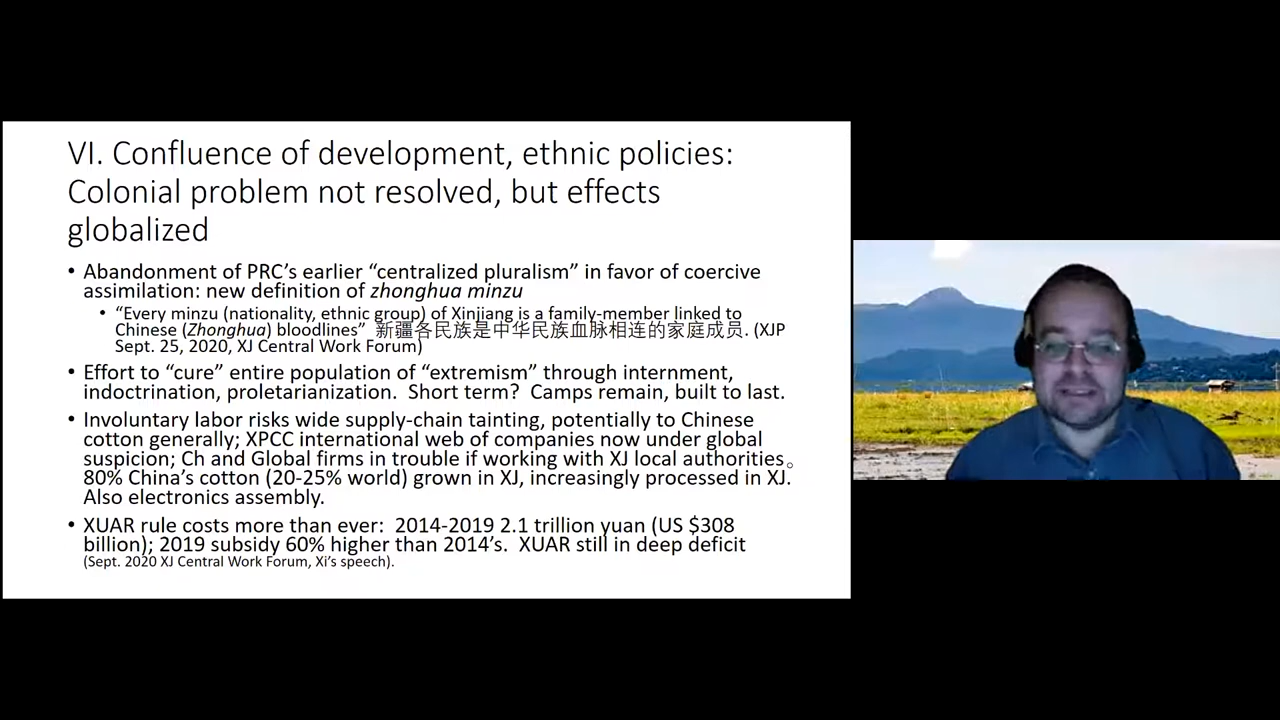 VI. Confluence of development, ethnic policies:
Colonial problem not resolved, but effects
globalized
• Abandonment of PRC's earlier “centralized pluralism” in favor of coercive
assimilation: new definition of zhonghua minzu
• “Every minzu (nationality, ethnic group) of Xinjiang is a family-member linked to
Chinese (Zhonghua) bloodlines” 新疆各民族是中华民族血脉相连的家庭成员. (XJP
Sept. 25, 2020, XJ Central Work Forum)
• Effort to “cure” entire population of “extremism” through internment,
indoctrination, proletarianization. Short term? Camps remain, built to last.
• Involuntary labor risks wide supply-chain tainting, potentially to Chinese
cotton generally; XPCC international web of companies now under global
suspicion; Ch and Global firms in trouble if working with XJ local authorities。
80% China's cotton (20-25% world) grown in XJ, increasingly processed in XJ.
Also electronics assembly.
• XUAR rule costs more than ever: 2014-2019 2.1 trillion yuan (US $308
billion); 2019 subsidy 60% higher than 2014's. XUAR still in deep deficit
(Sept. 2020 XJ Central Work Forum, Xi's speech).